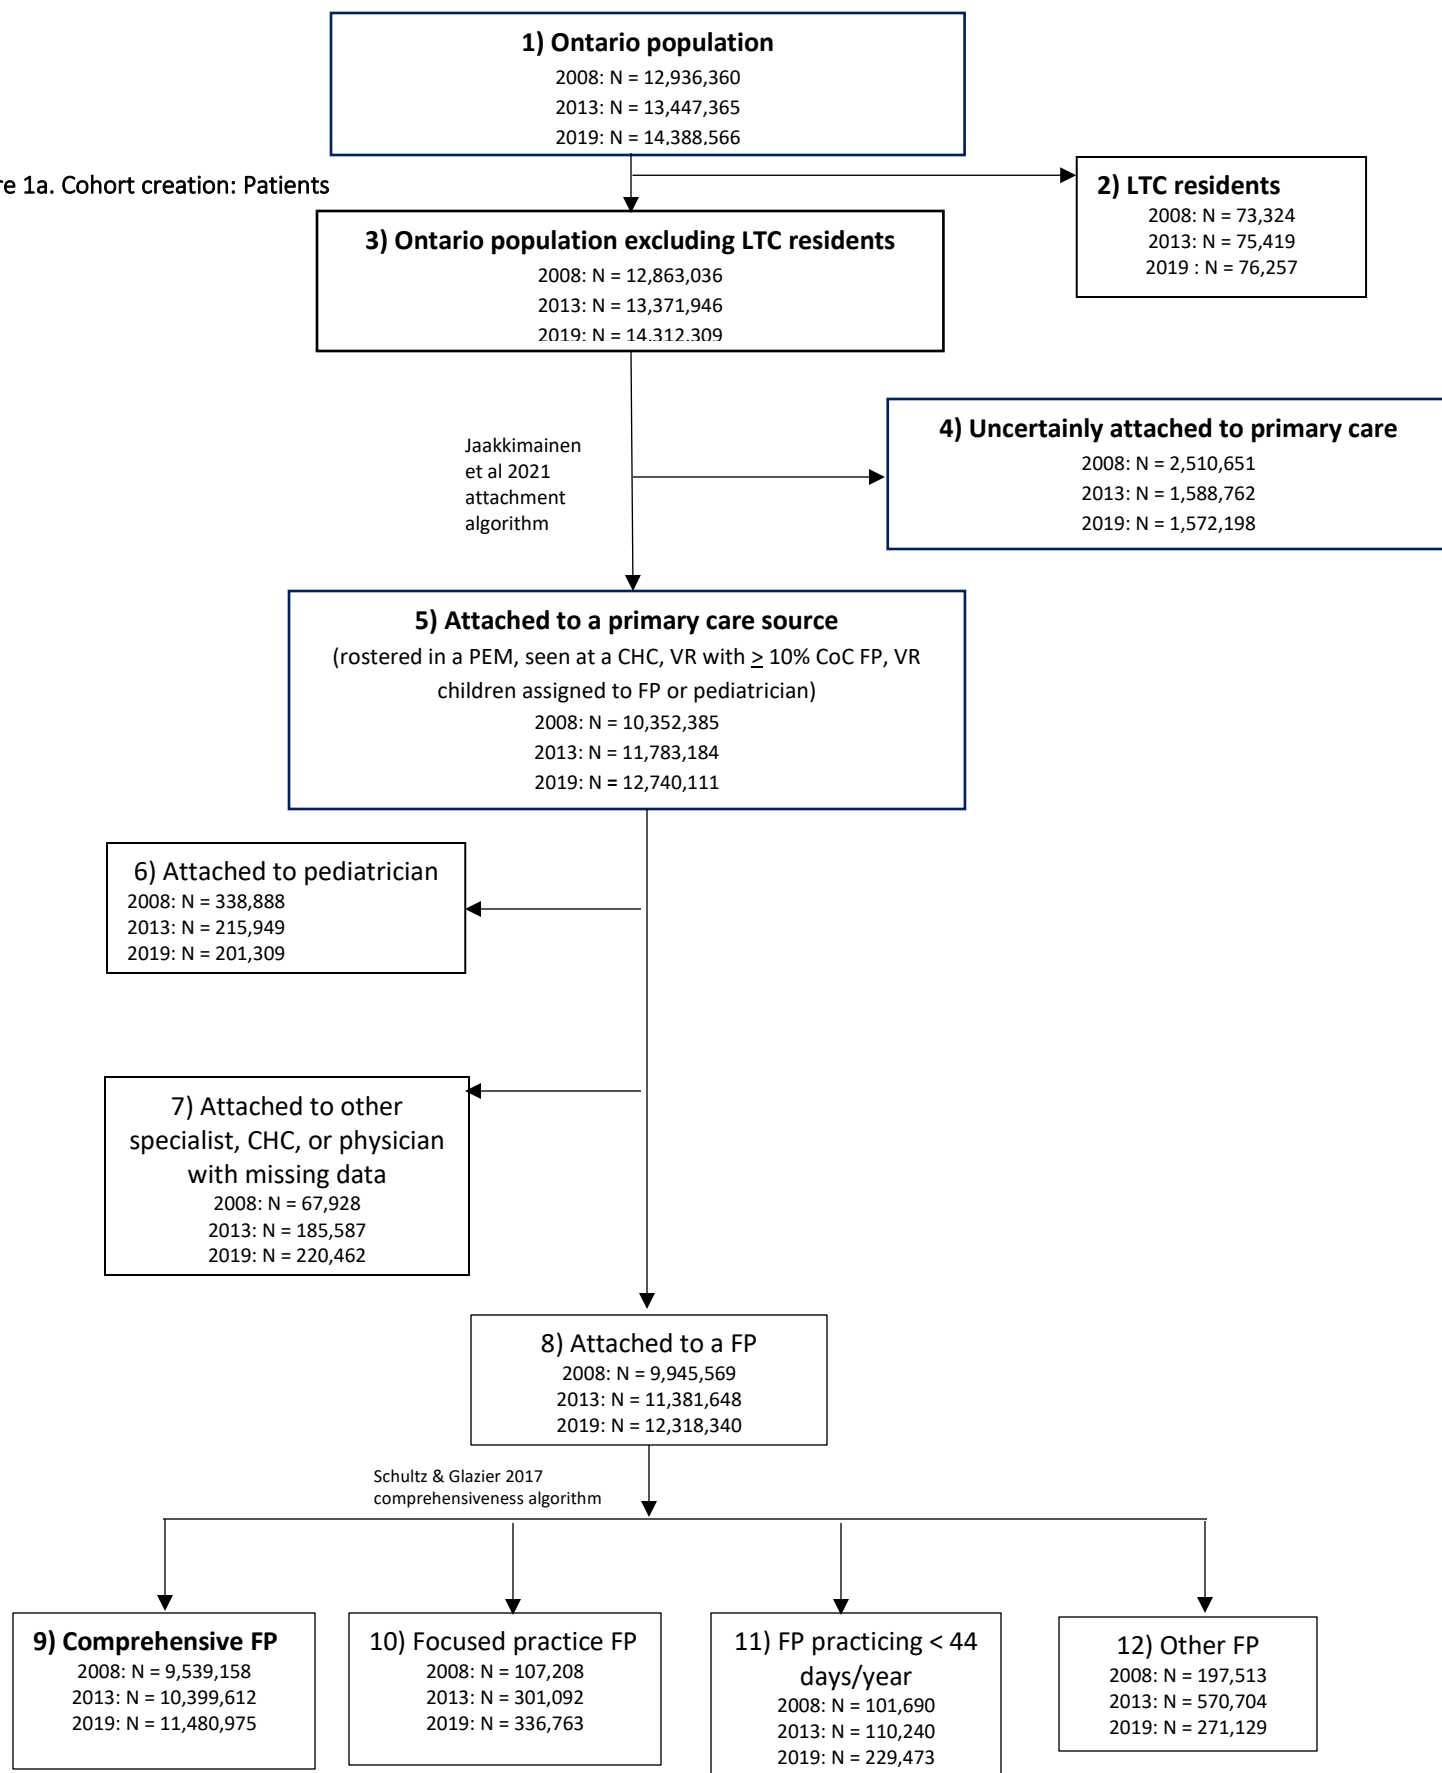 1) Ontario population
2008: N = 12,936,360
2013: N = 13,447,365
2019: N = 14,388,566
re 1a. Cohort creation: Patients
2) LTC residents
2008: N = 73,324
2013: N = 75,419
2019 : N = 76,257
3) Ontario population excluding LTC residents
2008: N = 12,863,036
2013: N = 13,371,946
2019: N = 14,312,309
4) Uncertainly attached to primary care
2008: N = 2,510,651
2013: N = 1,588,762
2019: N = 1,572,198
Jaakkimainen
et al 2021
attachment
algorithm
5) Attached to a primary care source
(rostered in a PEM, seen at a CHC, VR with ≥ 10% CoC FP, VR
children assigned to FP or pediatrician)
2008: N = 10,352,385
2013: N = 11,783,184
2019: N = 12,740,111
6) Attached to pediatrician
2008: N = 338,888
2013: N = 215,949
2019: N = 201,309
7) Attached to other
specialist, CHC, or physician
with missing data
2008: N = 67,928
2013: N = 185,587
2019: N = 220,462
8) Attached to a FP
2008: N = 9,945,569
2013: N = 11,381,648
2019: N = 12,318,340
Schultz & Glazier 2017
comprehensiveness algorithm
9) Comprehensive FP
2008: N = 9,539,158
2013: N = 10,399,612
2019: N = 11,480,975
10) Focused practice FP
2008: N = 107,208
2013: N = 301,092
2019: N = 336,763
11) FP practicing < 44
days/year
2008: N = 101,690
2013: N = 110,240
2019: N = 229,473
12) Other FP
2008: N = 197,513
2013: N = 570,704
2019: N = 271,129